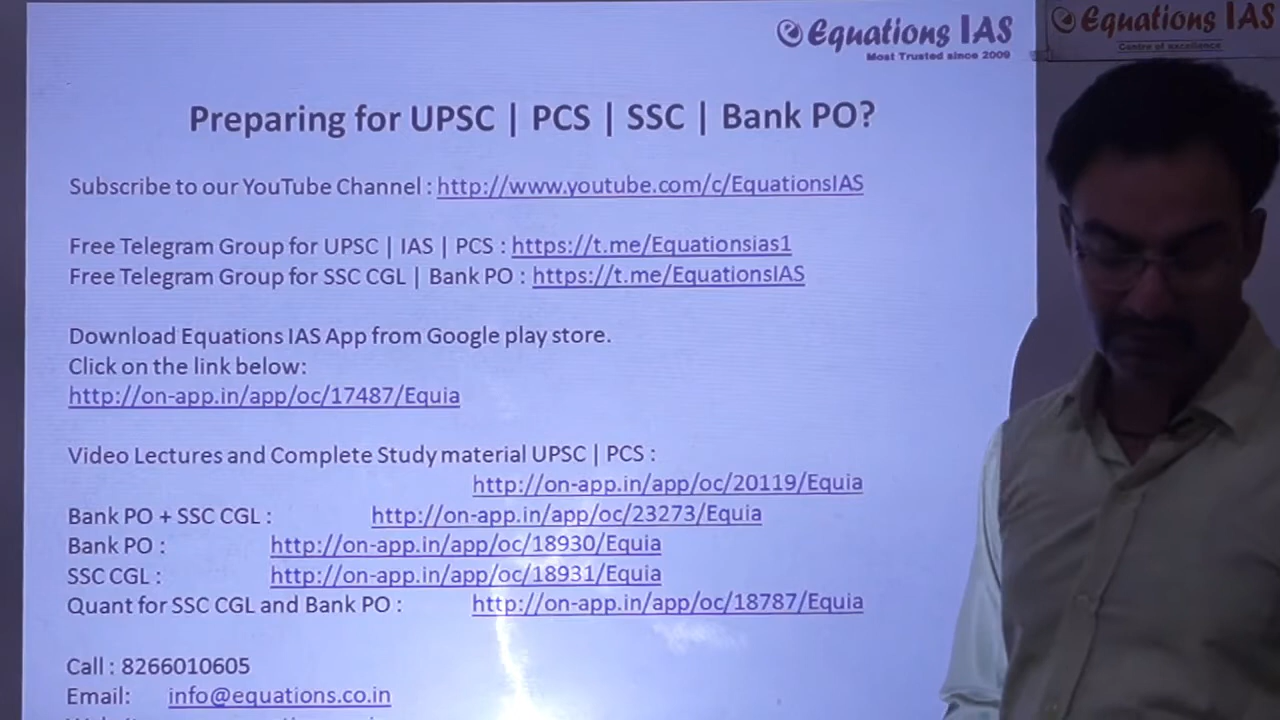 Equations IAS
Most Trusted since 2009
Equations IAS
Centre of excellence
Preparing for UPSC | PCS | SSC | Bank PO?
Subscribe to our YouTube Channel : http://www.youtube.com/c/EquationsIAS
Free Telegram Group for UPSC | IAS | PCS : https://t.me/Equationsias1
Free Telegram Group for SSC CGL | Bank PO : https://t.me/EquationsIAS
Download Equations IAS App from Google play store.
Click on the link below:
http://on-app.in/app/oc/17487/Equia
Video Lectures and Complete Study material UPSC | PCS :
http://on-app.in/app/oc/20119/Equia
Bank PO + SSC CGL : http://on-app.in/app/oc/23273/Equia
Bank PO : http://on-app.in/app/oc/18930/Equia
SSC CGL : http://on-app.in/app/oc/18931/Equia
Quant for SSC CGL and Bank PO : http://on-app.in/app/oc/18787/Equia
Call : 8266010605
Email: info@equations.co.in